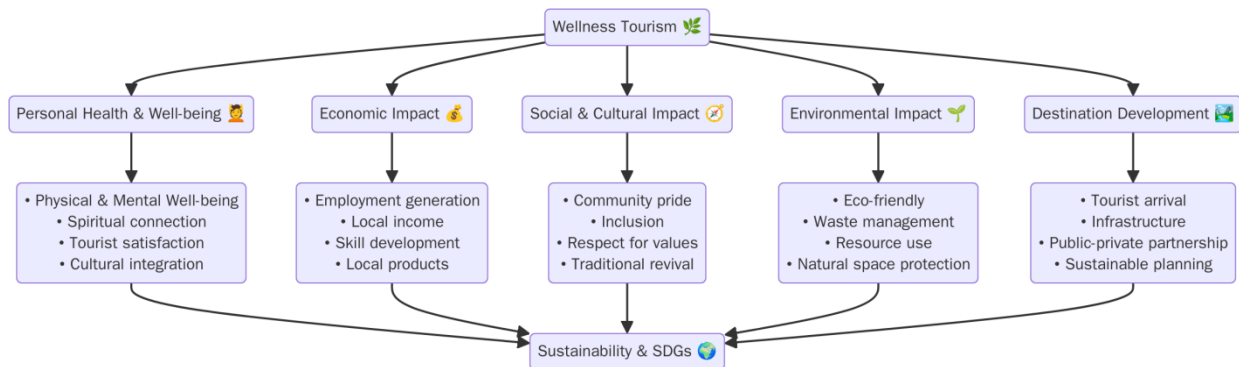 Wellness Tourism 🌿
Personal Health & Well-being 💆
Economic Impact 💰
Social & Cultural Impact 🧭
Environmental Impact 🌱
Destination Development 🏞️
• Physical & Mental Well-being
• Spiritual connection
• Tourist satisfaction
• Cultural integration
• Employment generation
• Local income
• Skill development
• Local products
• Community pride
• Inclusion
• Respect for values
• Traditional revival
• Eco-friendly
• Waste management
• Resource use
• Natural space protection
• Tourist arrival
• Infrastructure
• Public-private partnership
• Sustainable planning
Sustainability & SDGs 🌍